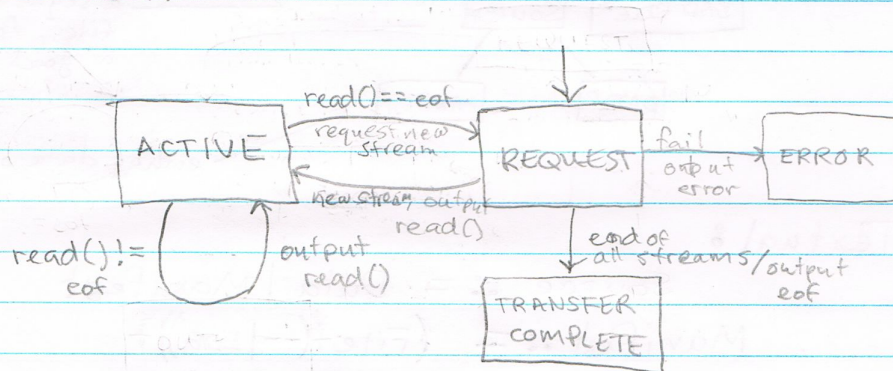 read()==eof
request new
stream
ACTIVE
REQUEST
fail
output
error
ERROR
new stream, output
read()
read() !=
eof
output
read()
end of
all streams/output
eof
TRANSFER
COMPLETE